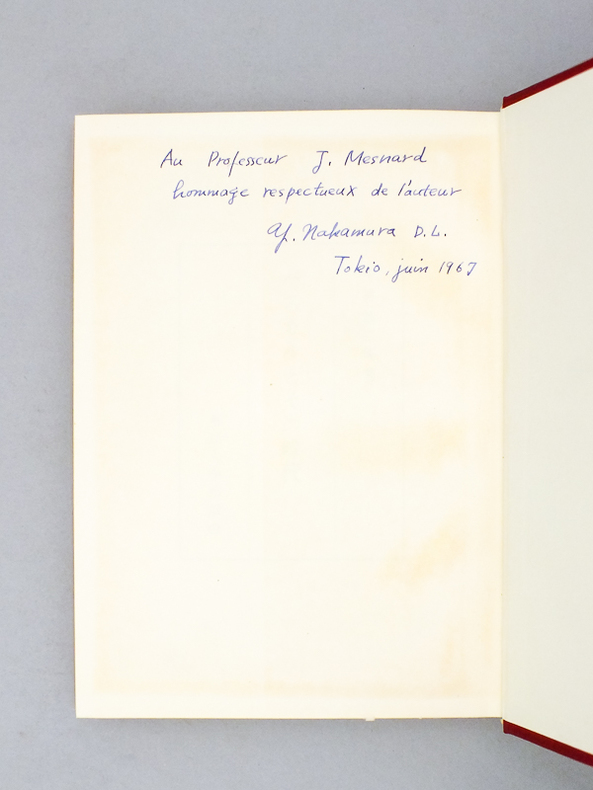 Au Professeur J. Mesnard
hommage respectueux de l'auteur
Nakamura D.L.
Tokio, juin 1967